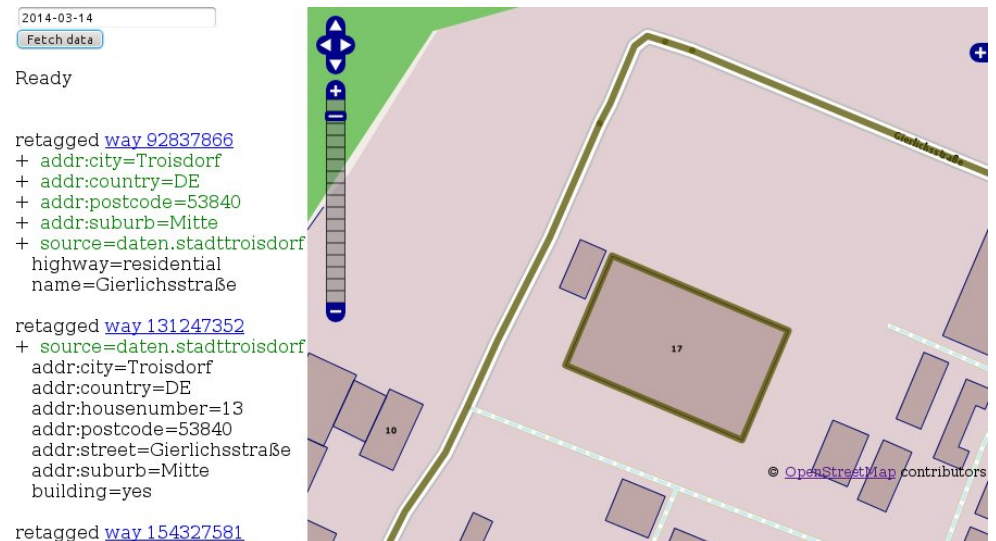 2014-03-14
Fetch data
Ready
retagged way 92837866
+ addr:city=Troisdorf
+ addr:country=DE
+ addr:postcode=53840
+ addr:suburb=Mitte
+ source=daten.stadttroisdorf
highway=residential
name=Gierlichsstraße
retagged way 131247352
+ source=daten.stadttroisdorf
addr:city=Troisdorf
addr:country=DE
addr:housenumber=13
addr:postcode=53840
addr:street=Gierlichsstraße
addr:suburb=Mitte
building=yes
retagged way 154327581
Gierlichsstraße
17
10
© OpenStreetMap contributors